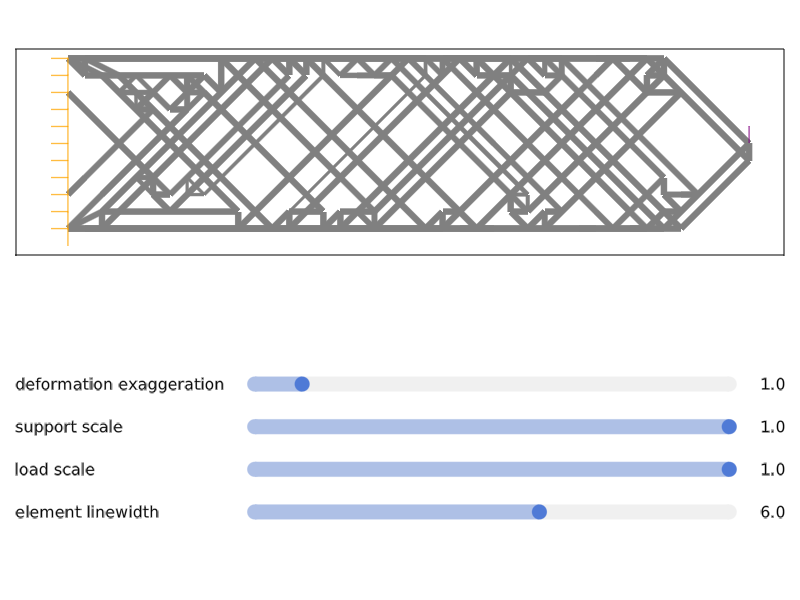 deformation exaggeration 1.0
support scale 1.0
load scale 1.0
element linewidth 6.0